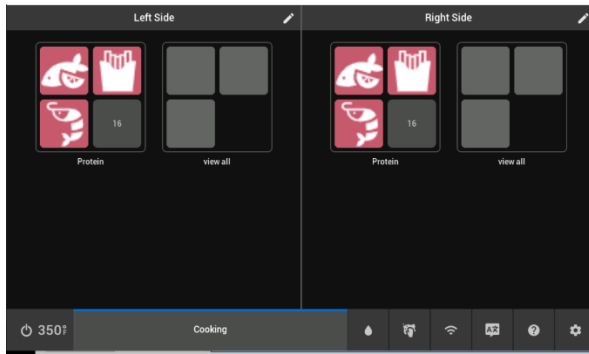 Left Side
Right Side
16
16
Protein
view all
Protein
view all
350°F
Cooking